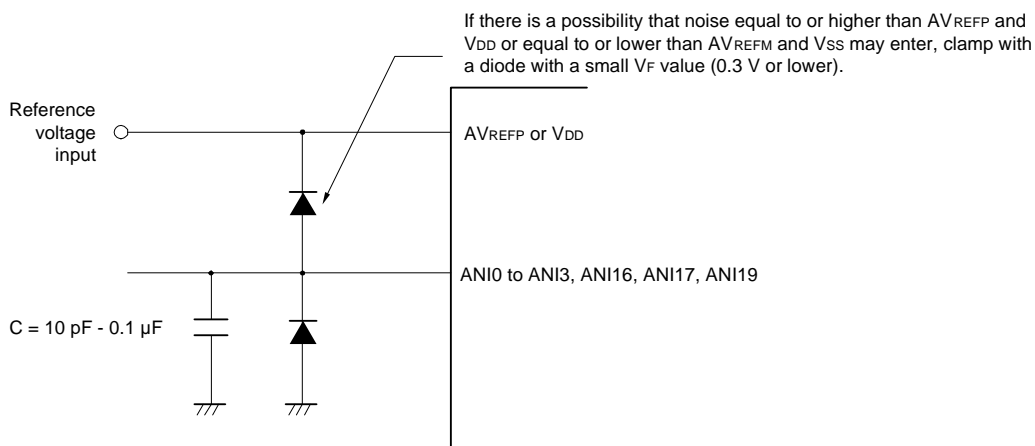 If there is a possibility that noise equal to or higher than AVREFP and
VDD or equal to or lower than AVREFM and VSS may enter, clamp with
a diode with a small VF value (0.3 V or lower).
Reference
voltage
input
AVREFP or VDD
ANI0 to ANI3, ANI16, ANI17, ANI19
C = 10 pF - 0.1 µF